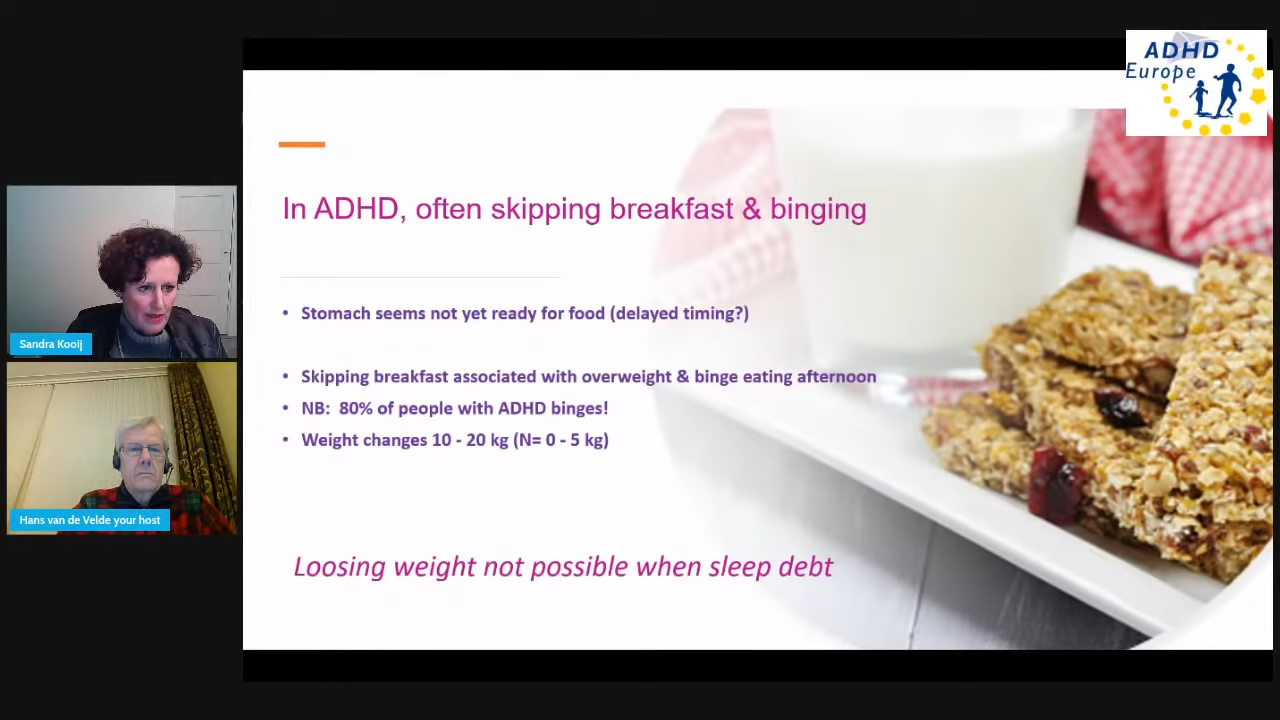 ADHD
Europe
In ADHD, often skipping breakfast & binging
• Stomach seems not yet ready for food (delayed timing?)
• Skipping breakfast associated with overweight & binge eating afternoon
• NB: 80% of people with ADHD binges!
• Weight changes 10 - 20 kg (N= 0 - 5 kg)
Loosing weight not possible when sleep debt
Sandra Kooij
Hans van de Velde your host